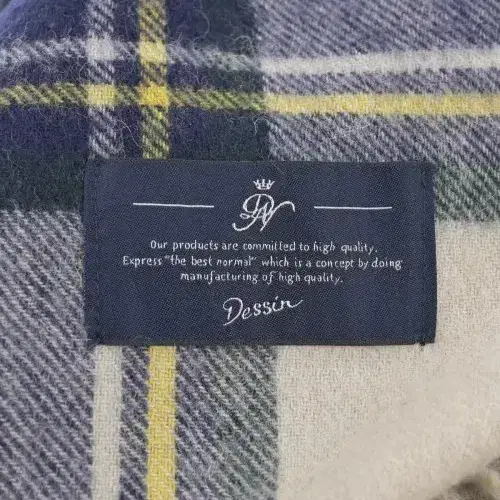 DN
Our products are committed to high quality.
Express "the best normal" which is a concept by doing
manufacturing of high quality.
Dessin